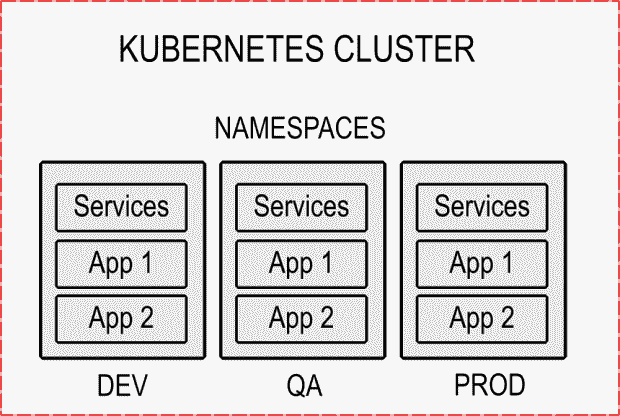 KUBERNETES CLUSTER
NAMESPACES
Services
App 1
App 2
DEV
Services
App 1
App 2
QA
Services
App 1
App 2
PROD